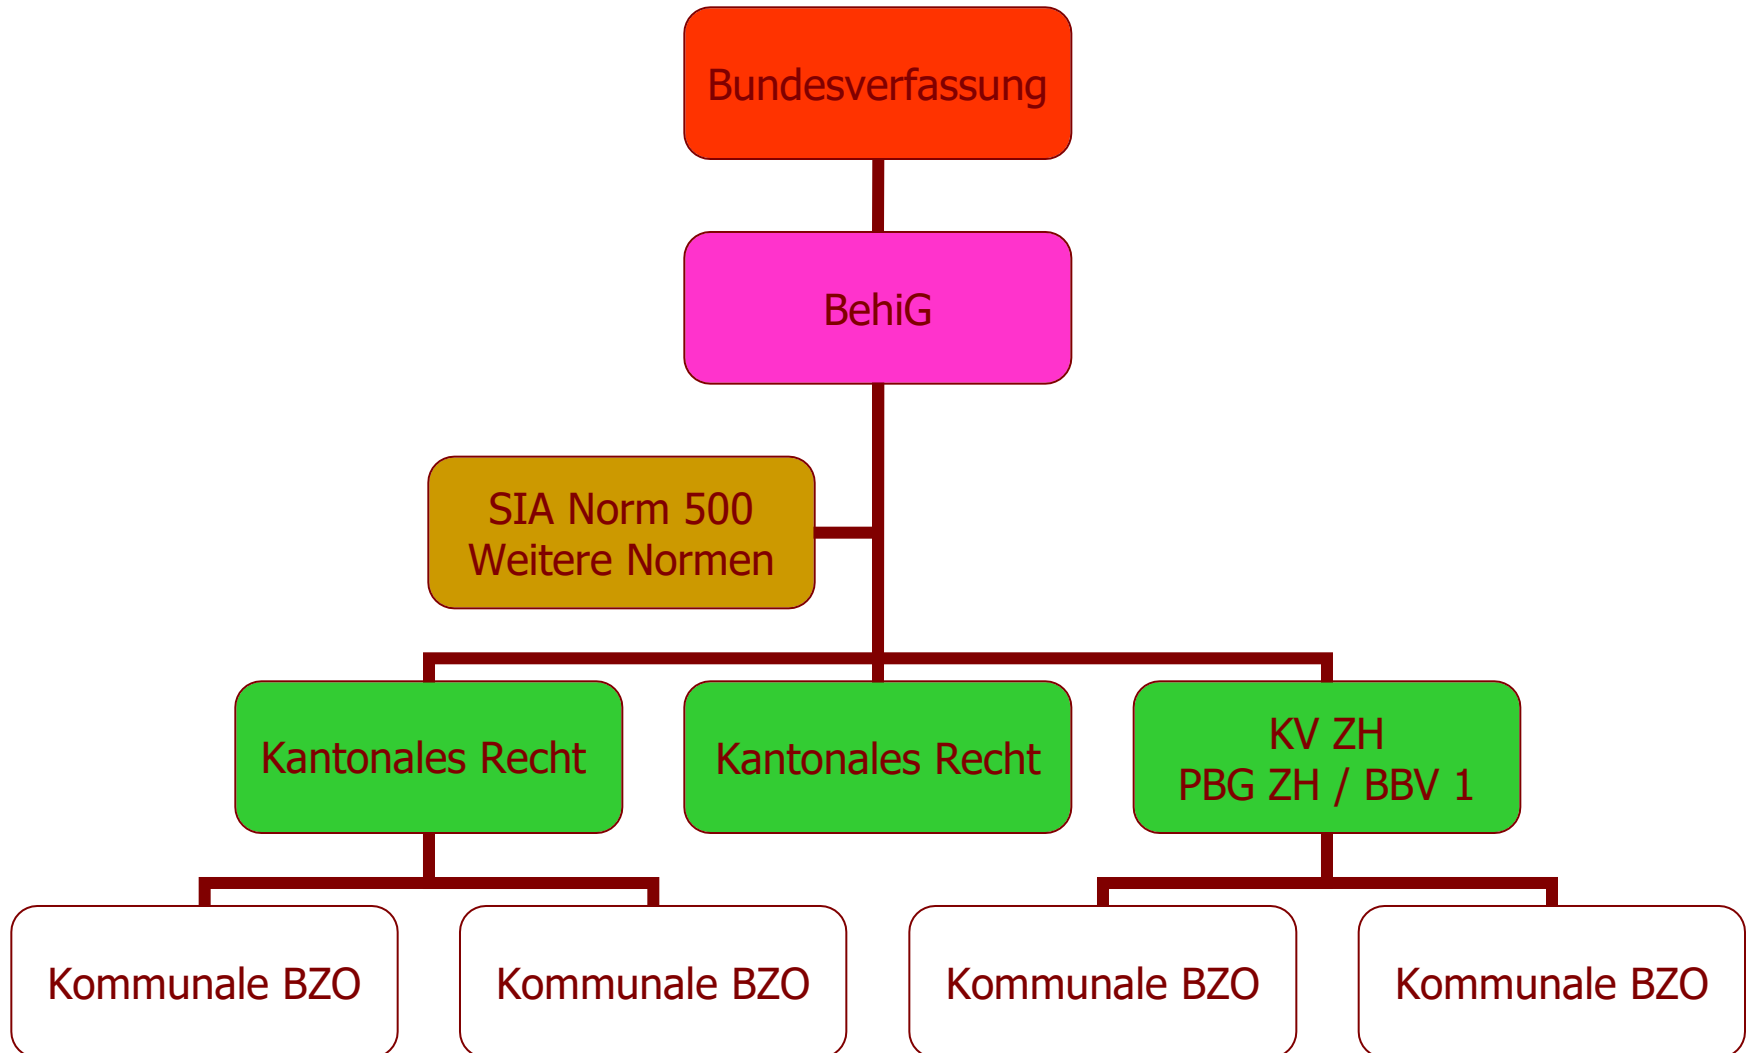 Bundesverfassung
BehiG
SIA Norm 500
Weitere Normen
Kantonales Recht
Kantonales Recht
KV ZH
PBG ZH / BBV 1
Kommunale BZO
Kommunale BZO
Kommunale BZO
Kommunale BZO